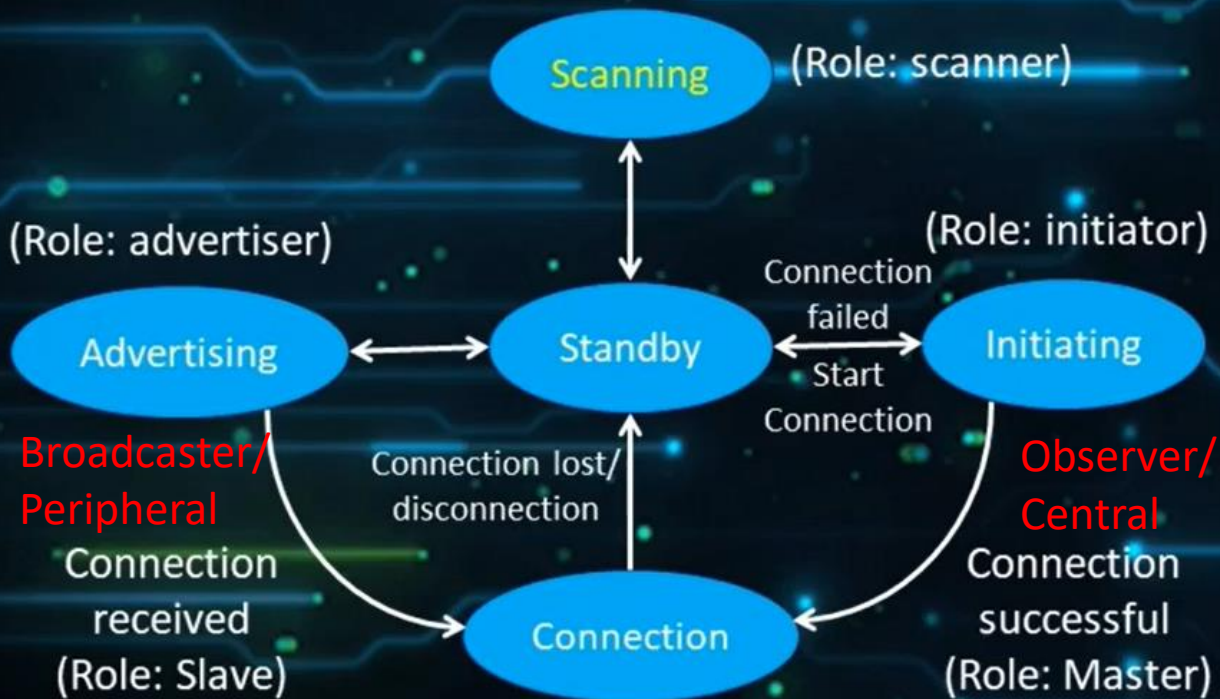 Scanning
(Role: scanner)
(Role: advertiser)
(Role: initiator)
Connection
failed
Advertising
Standby
Initiating
Start
Connection
Broadcaster/
Peripheral
Connection lost/
disconnection
Observer/
Central
Connection
received
(Role: Slave)
Connection
successful
(Role: Master)
Connection